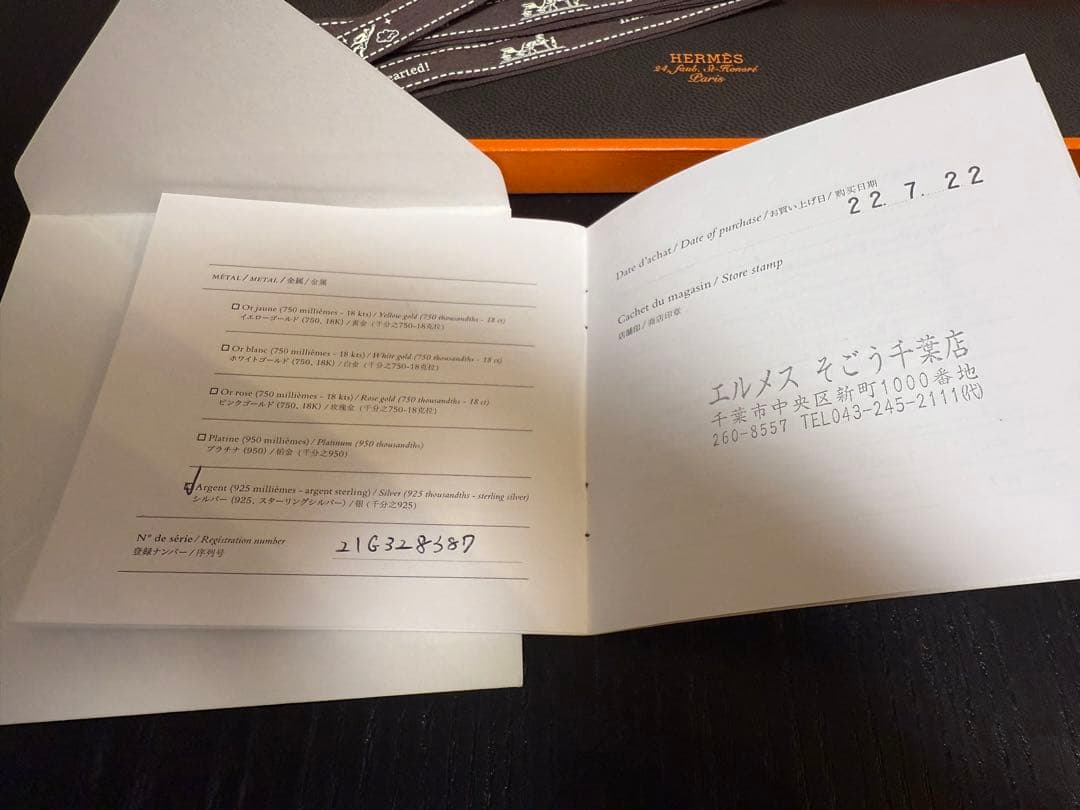 earted!
HERMÈS
24, faub. St-Honoré
Paris
MÉTAL / METAL / 金属 / 金属
Or jaune (750 millièmes - 18 kts) / Yellow gold (750 thousandths - 18 ct)
イエローゴールド (750, 18K) / 黄金 (千分之750-18克拉)
Or blanc (750 millièmes - 18 kts) / White gold (750 thousandths - 18 ct)
ホワイトゴールド (750, 18K) / 白金 (千分之750-18克拉)
Or rose (750 millièmes - 18 kts) / Rose gold (750 thousandths - 18 ct)
ピンクゴールド (750, 18K) / 玫瑰金 (千分之750-18克拉)
Platine (950 millièmes) / Platinum (950 thousandths)
プラチナ (950) / 铂金 (千分之950)
Argent (925 millièmes - argent sterling) / Silver (925 thousandths - sterling silver)
シルバー (925, スターリングシルバー) / 银 (千分之925)
N° de série / Registration number
登録ナンバー / 序列号
21G328387
Date d'achat / Date of purchase / お買い上げ日 / 购买日期
22. 7. 22
Cachet du magasin / Store stamp
店舗印 / 商店印章
エルメス そごう千葉店
千葉市中央区新町1000番地
260-8557 TEL043-245-2111(代)